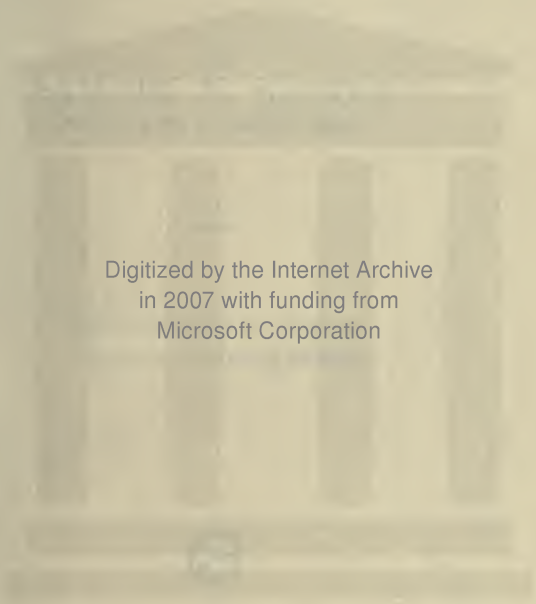 Digitized by the Internet Archive
in 2007 with funding from
Microsoft Corporation